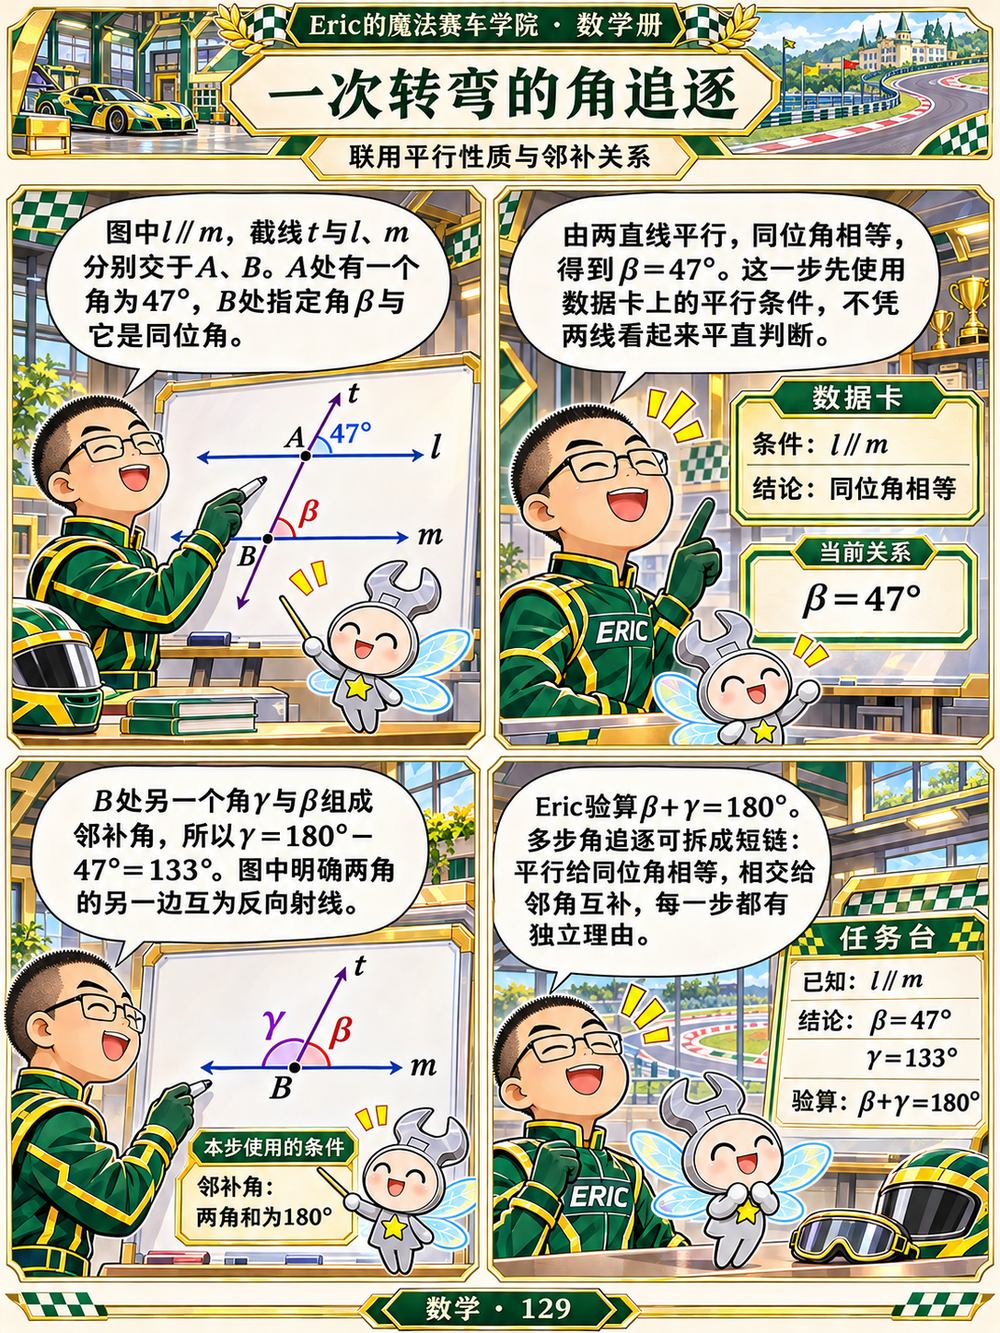 Eric的魔法赛车学院 · 数学册
一次转弯的角追逐
联用平行性质与邻补关系
图中l∥m，截线t与l、m
分别交于A、B。A处有一个
角为47°，B处指定角β与
它是同位角。
t
A
47°
l
β
m
B
由两直线平行，同位角相等，
得到β＝47°。这一步先使用
数据卡上的平行条件，不凭
两线看起来平直判断。
数据卡
条件：l∥m
结论：同位角相等
当前关系
β＝47°
ERIC
B处另一个角γ与β组成
邻补角，所以γ＝180°－
47°＝133°。图中明确两角
的另一边互为反向射线。
t
γ
β
m
B
本步使用的条件
邻补角：
两角和为180°
Eric验算β+γ＝180°。
多步角追逐可拆成短链：
平行给同位角相等，相交给
邻角互补，每一步都有
独立理由。
任务台
已知：l∥m
结论：β＝47°
γ＝133°
验算：β+γ=180°
ERIC
数学 · 129